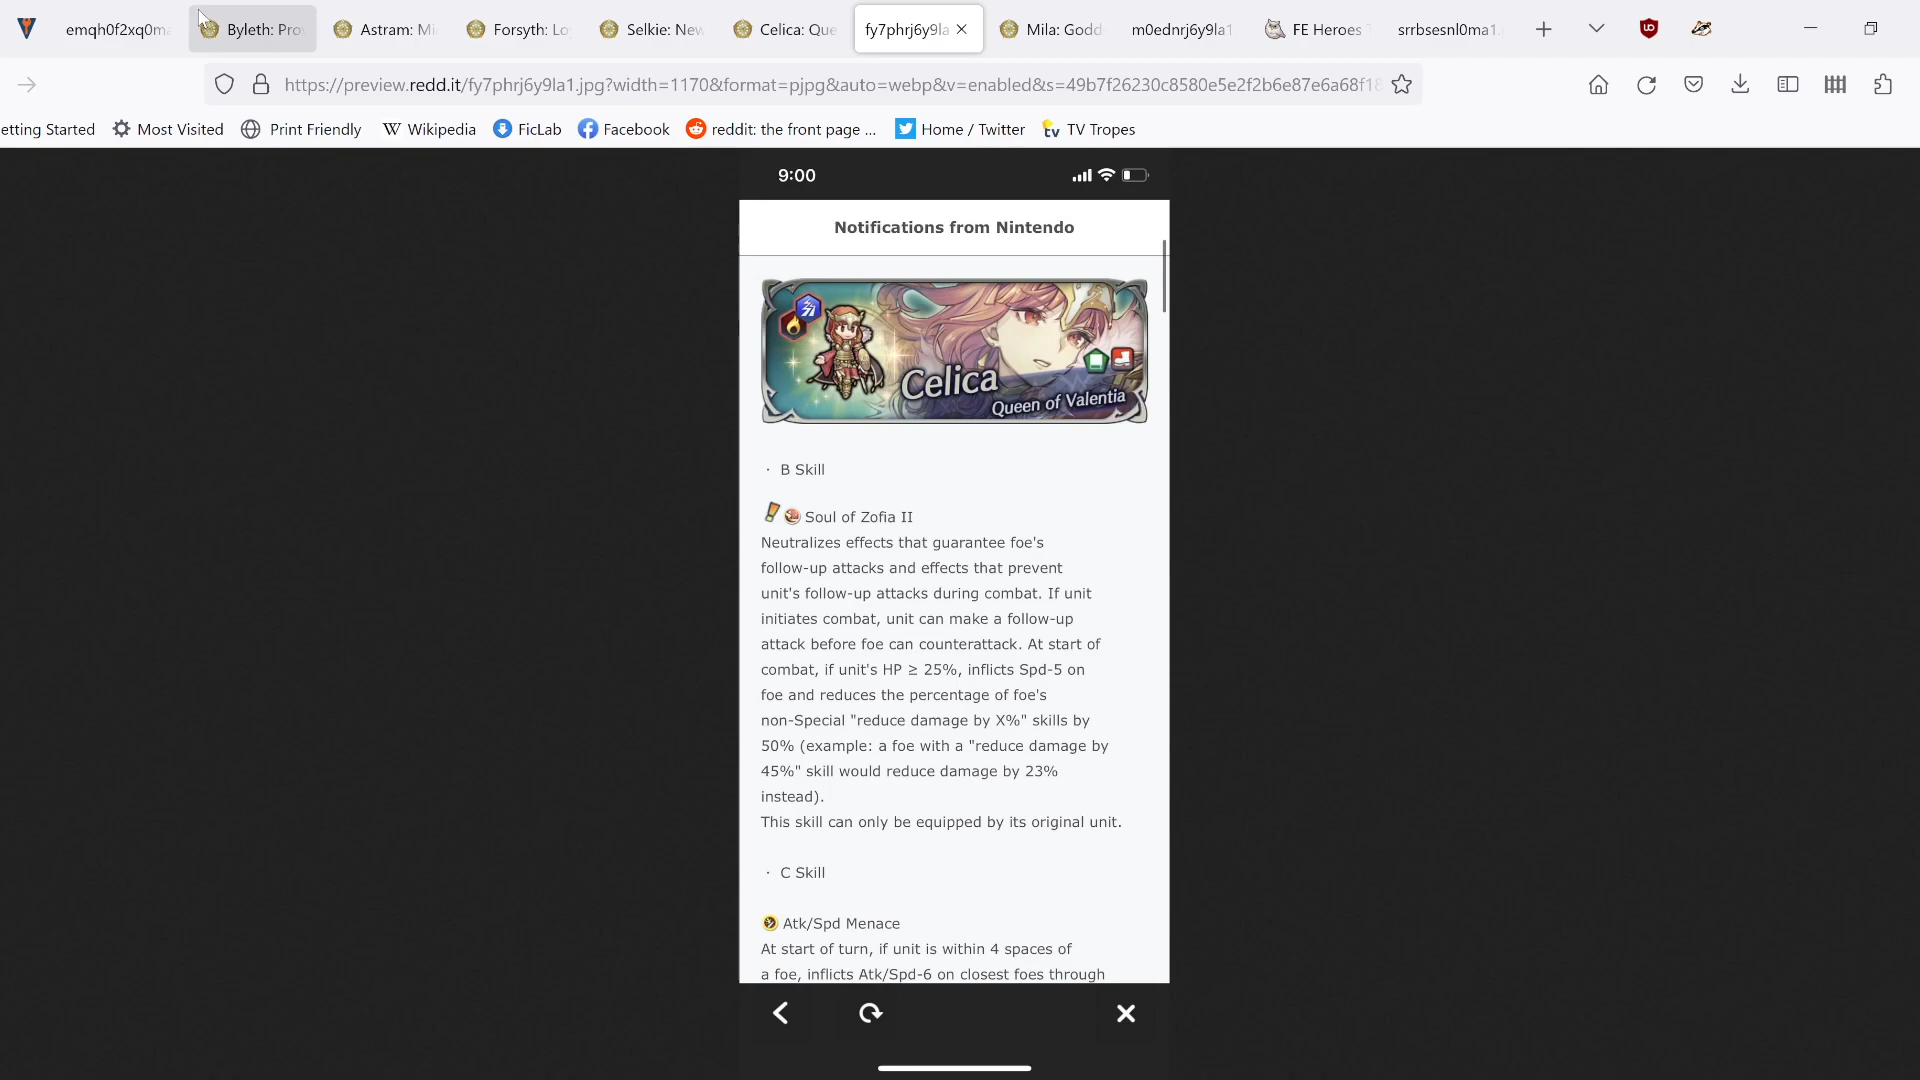 emqh0f2xq0m
Byleth: Pro
Astram: Mi
Forsyth: Lo
Selkie: New
Celica: Que
fy7phrj6y9la
Mila: Godd
m0ednrj6y9la1
FE Heroes
srrbsesnl0ma1
https://preview.redd.it/fy7phrj6y9la1.jpg?width=1170&format=pjpg&auto=webp&v=enabled&s=49b7f26230c8580e5e2f2b6e87e6a68f18
etting Started
Most Visited
Print Friendly
Wikipedia
FicLab
Facebook
reddit: the front page ...
Home / Twitter
TV Tropes
9:00
Notifications from Nintendo
Celica
Queen of Valentia
· B Skill
Soul of Zofia II
Neutralizes effects that guarantee foe's
follow-up attacks and effects that prevent
unit's follow-up attacks during combat. If unit
initiates combat, unit can make a follow-up
attack before foe can counterattack. At start of
combat, if unit's HP ≥ 25%, inflicts Spd-5 on
foe and reduces the percentage of foe's
non-Special "reduce damage by X%" skills by
50% (example: a foe with a "reduce damage by
45%" skill would reduce damage by 23%
instead).
This skill can only be equipped by its original unit.
· C Skill
Atk/Spd Menace
At start of turn, if unit is within 4 spaces of
a foe, inflicts Atk/Spd-6 on closest foes through